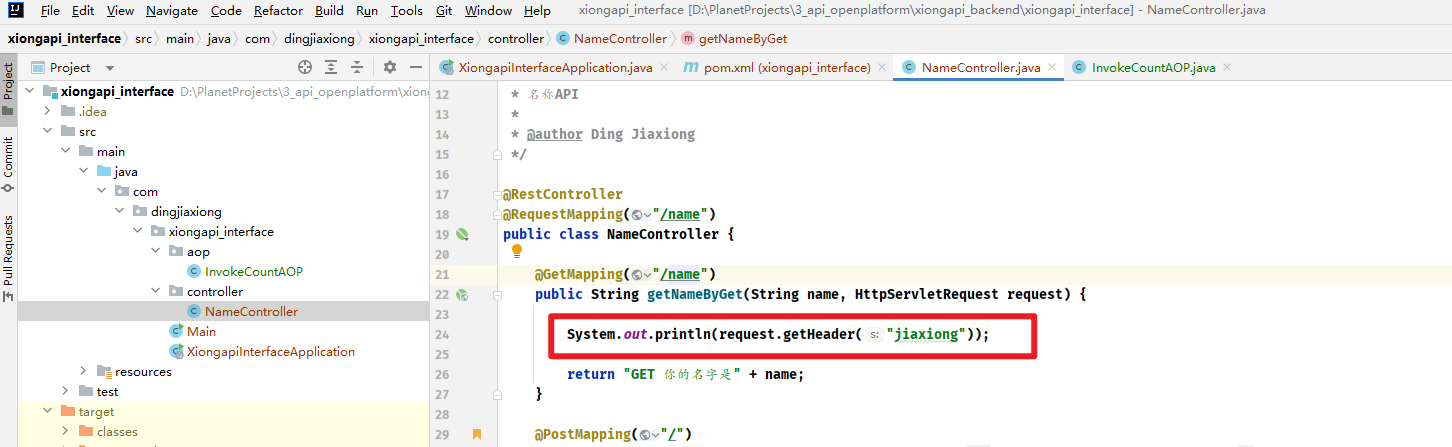 File Edit View Navigate Code Refactor Build Run Tools Git Window Help xiongapi_interface [D:\PlanetProjects\3_api_openplatform\xiongapi_backend\xiongapi_interface] - NameController.java
xiongapi_interface src main java com dingjiaxiong xiongapi_interface controller NameController getNameByGet
Project XiongapiInterfaceApplication.java pom.xml (xiongapi_interface) NameController.java InvokeCountAOP.java
Project
Commit
Pull Requests
xiongapi_interface D:\PlanetProjects\3_api_openplatform\xiong
.idea
src
main
java
com
dingjiaxiong
xiongapi_interface
aop
InvokeCountAOP
controller
NameController
Main
XiongapiInterfaceApplication
resources
test
target
classes
12 * 名称API
13 *
14 * @author Ding Jiaxiong
15 */
16
17 @RestController
18 @RequestMapping("/name")
19 public class NameController {
20
21 @GetMapping("/name")
22 public String getNameByGet(String name, HttpServletRequest request) {
23
24 System.out.println(request.getHeader( s: "jiaxiong"));
25
26 return "GET 你的名字是" + name;
27 }
28
29 @PostMapping("/")